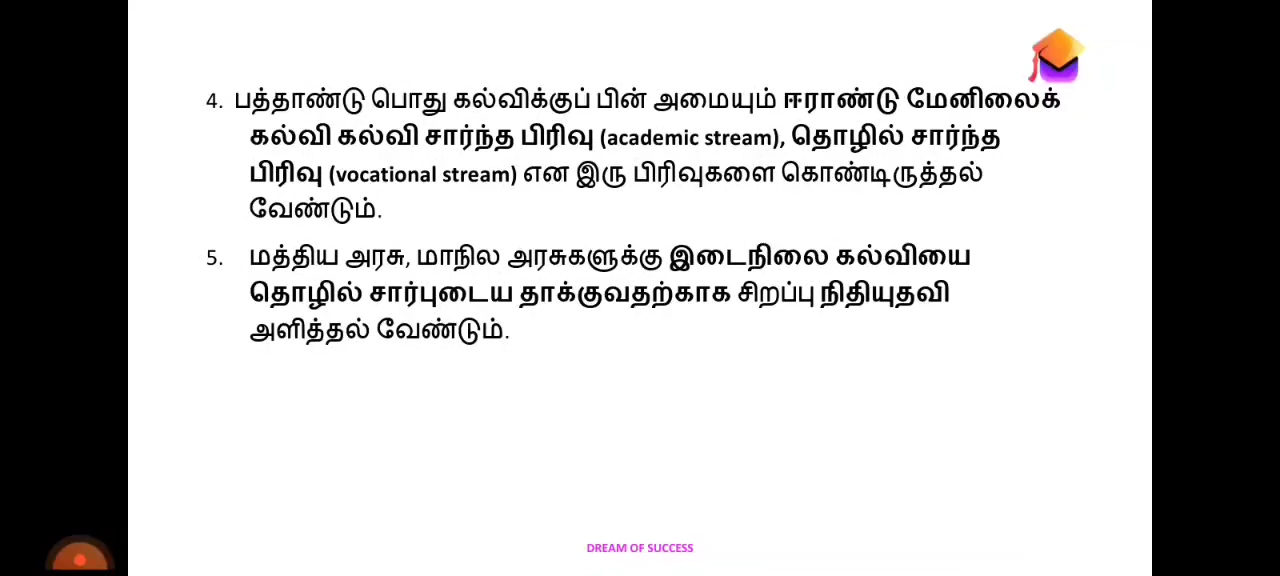 4. பத்தாண்டு பொது கல்விக்குப் பின் அமையும் ஈராண்டு மேனிலைக்
கல்வி கல்வி சார்ந்த பிரிவு (academic stream), தொழில் சார்ந்த
பிரிவு (vocational stream) என இரு பிரிவுகளை கொண்டிருத்தல்
வேண்டும்.
5. மத்திய அரசு, மாநில அரசுகளுக்கு இடைநிலை கல்வியை
தொழில் சார்புடைய தாக்குவதற்காக சிறப்பு நிதியுதவி
அளித்தல் வேண்டும்.
DREAM OF SUCCESS